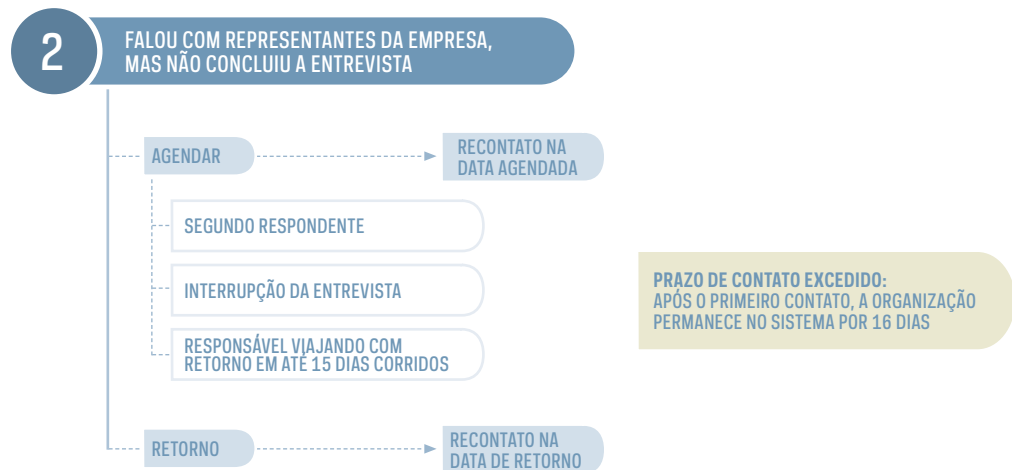 2
FALOU COM REPRESENTANTES DA EMPRESA,
MAS NÃO CONCLUIU A ENTREVISTA
AGENDAR
RECONTATO NA
DATA AGENDADA
SEGUNDO RESPONDENTE
INTERRUPÇÃO DA ENTREVISTA
RESPONSÁVEL VIAJANDO COM
RETORNO EM ATÉ 15 DIAS CORRIDOS
PRAZO DE CONTATO EXCEDIDO:
APÓS O PRIMEIRO CONTATO, A ORGANIZAÇÃO
PERMANECE NO SISTEMA POR 16 DIAS
RETORNO
RECONTATO NA
DATA DE RETORNO